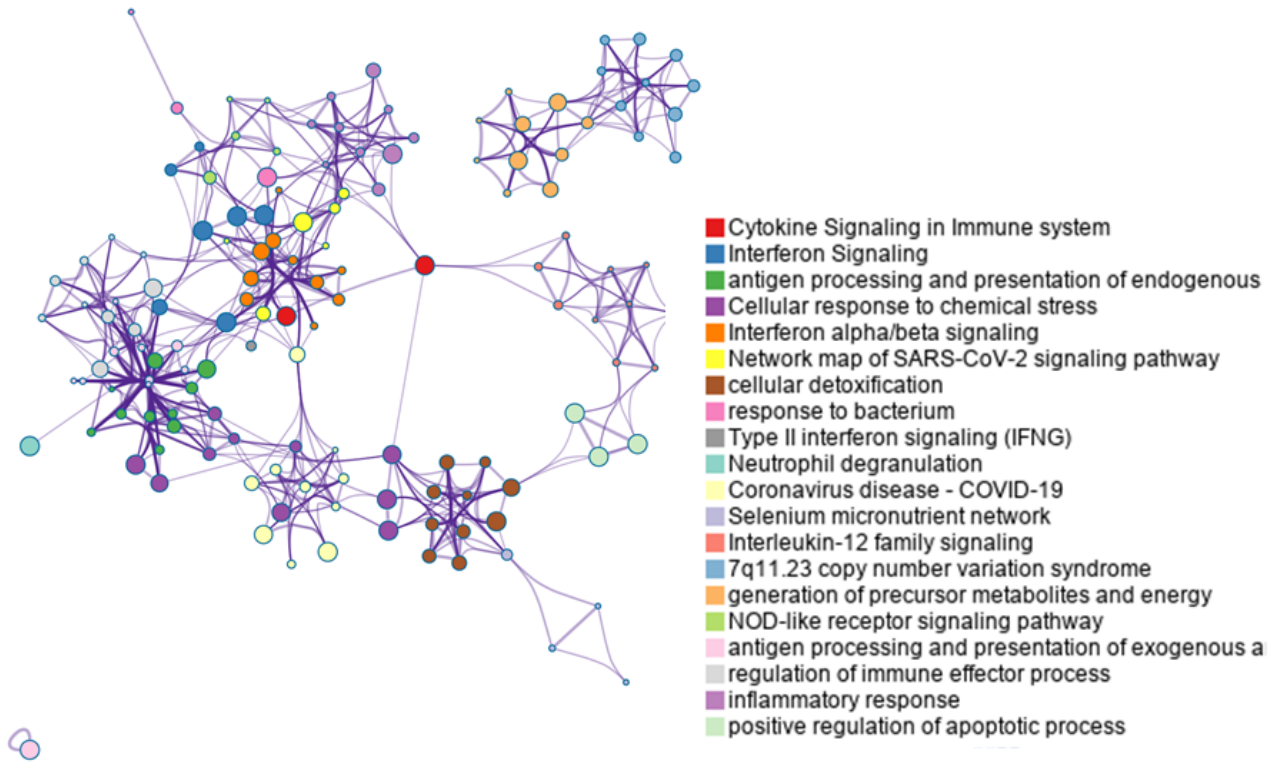 Cytokine Signaling in Immune system
Interferon Signaling
antigen processing and presentation of endogenous
Cellular response to chemical stress
Interferon alpha/beta signaling
Network map of SARS-CoV-2 signaling pathway
cellular detoxification
response to bacterium
Type II interferon signaling (IFNG)
Neutrophil degranulation
Coronavirus disease - COVID-19
Selenium micronutrient network
Interleukin-12 family signaling
7q11.23 copy number variation syndrome
generation of precursor metabolites and energy
NOD-like receptor signaling pathway
antigen processing and presentation of exogenous a
regulation of immune effector process
inflammatory response
positive regulation of apoptotic process